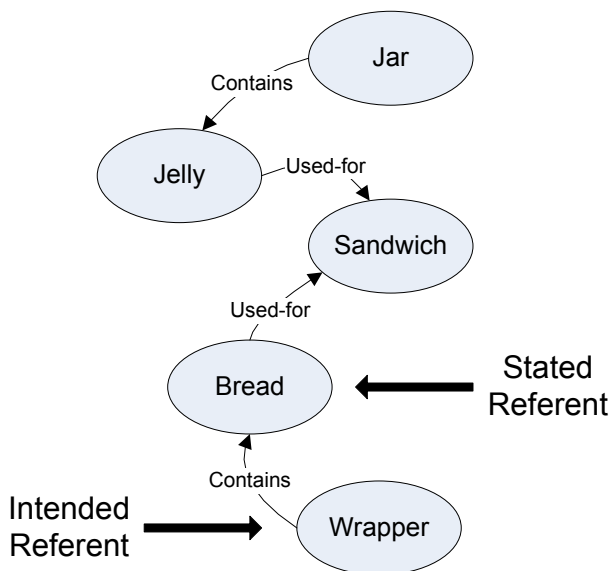 Jar
Contains
Jelly
Used-for
Sandwich
Used-for
Bread
Stated
Referent
Contains
Intended
Referent
Wrapper